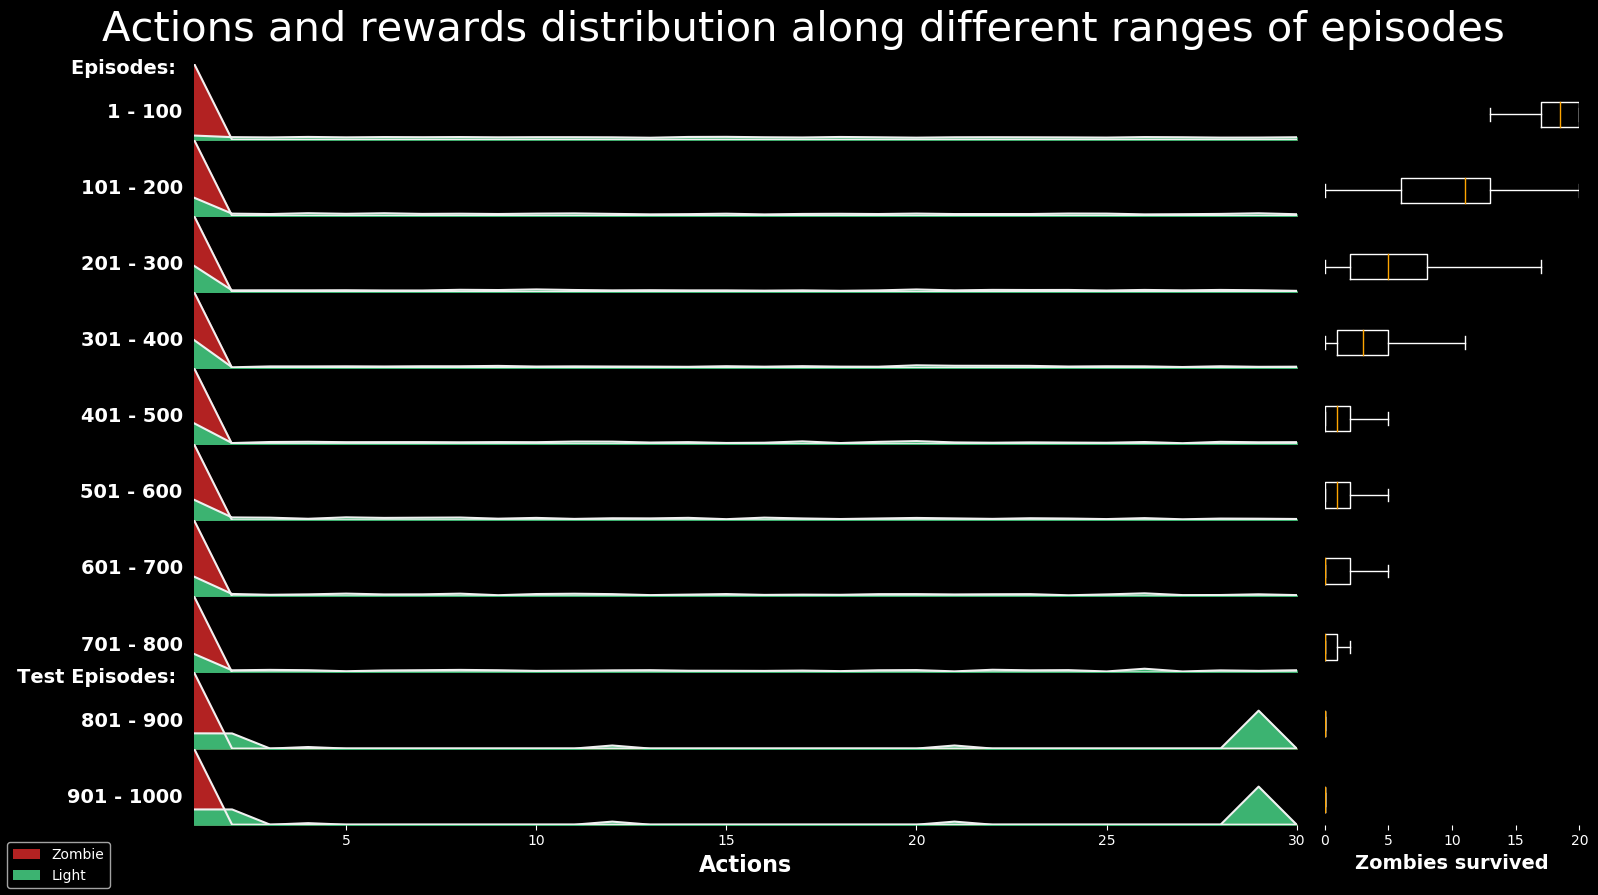 Actions and rewards distribution along different ranges of episodes
Episodes:
1 - 100
101 - 200
201 - 300
301 - 400
401 - 500
501 - 600
601 - 700
701 - 800
Test Episodes:
801 - 900
901 - 1000
5 10 15 20 25 30
0 5 10 15 20
Actions
Zombies survived
Zombie
Light